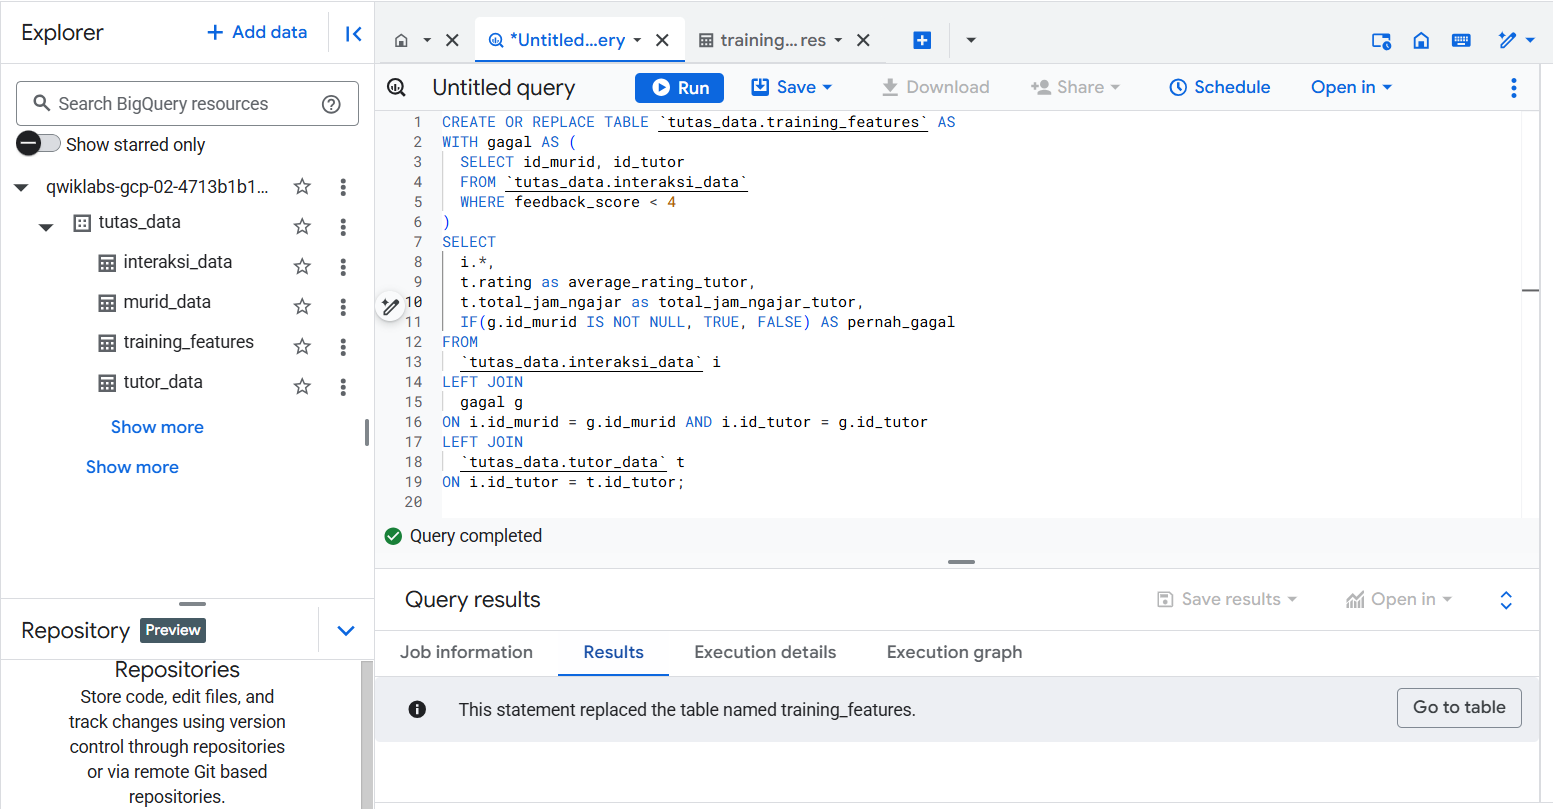 Explorer
Add data
Search BigQuery resources
Show starred only
qwiklabs-gcp-02-4713b1b1...
tutas_data
interaksi_data
murid_data
training_features
tutor_data
Show more
Show more
Repository Preview
Repositories
Store code, edit files, and
track changes using version
control through repositories
or via remote Git based
repositories.
*Untitled...ery
training...res
Untitled query
Run
Save
Download
Share
Schedule
Open in
1 CREATE OR REPLACE TABLE `tutas_data.training_features` AS
2 WITH gagal AS (
3 SELECT id_murid, id_tutor
4 FROM `tutas_data.interaksi_data`
5 WHERE feedback_score < 4
6 )
7 SELECT
8 i.*,
9 t.rating as average_rating_tutor,
10 t.total_jam_ngajar as total_jam_ngajar_tutor,
11 IF(g.id_murid IS NOT NULL, TRUE, FALSE) AS pernah_gagal
12 FROM
13 `tutas_data.interaksi_data` i
14 LEFT JOIN
15 gagal g
16 ON i.id_murid = g.id_murid AND i.id_tutor = g.id_tutor
17 LEFT JOIN
18 `tutas_data.tutor_data` t
19 ON i.id_tutor = t.id_tutor;
20
Query completed
Query results
Save results
Open in
Job information
Results
Execution details
Execution graph
This statement replaced the table named training_features.
Go to table